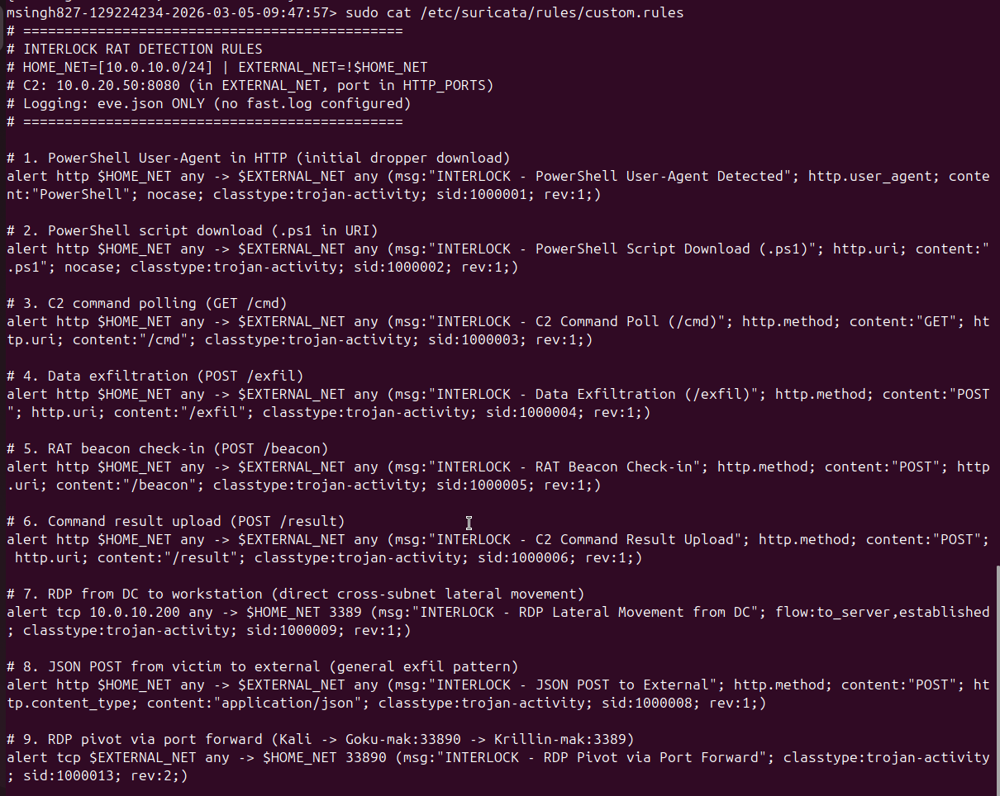 msingh827-129224234-2026-03-05-09:47:57> sudo cat /etc/suricata/rules/custom.rules
# ==============================================
# INTERLOCK RAT DETECTION RULES
# HOME_NET=[10.0.10.0/24] | EXTERNAL_NET=!$HOME_NET
# C2: 10.0.20.50:8080 (in EXTERNAL_NET, port in HTTP_PORTS)
# Logging: eve.json ONLY (no fast.log configured)
# ==============================================

# 1. PowerShell User-Agent in HTTP (initial dropper download)
alert http $HOME_NET any -> $EXTERNAL_NET any (msg:"INTERLOCK - PowerShell User-Agent Detected"; http.user_agent; conte
nt:"PowerShell"; nocase; classtype:trojan-activity; sid:1000001; rev:1;)

# 2. PowerShell script download (.ps1 in URI)
alert http $HOME_NET any -> $EXTERNAL_NET any (msg:"INTERLOCK - PowerShell Script Download (.ps1)"; http.uri; content:"
.ps1"; nocase; classtype:trojan-activity; sid:1000002; rev:1;)

# 3. C2 command polling (GET /cmd)
alert http $HOME_NET any -> $EXTERNAL_NET any (msg:"INTERLOCK - C2 Command Poll (/cmd)"; http.method; content:"GET"; ht
tp.uri; content:"/cmd"; classtype:trojan-activity; sid:1000003; rev:1;)

# 4. Data exfiltration (POST /exfil)
alert http $HOME_NET any -> $EXTERNAL_NET any (msg:"INTERLOCK - Data Exfiltration (/exfil)"; http.method; content:"POST
"; http.uri; content:"/exfil"; classtype:trojan-activity; sid:1000004; rev:1;)

# 5. RAT beacon check-in (POST /beacon)
alert http $HOME_NET any -> $EXTERNAL_NET any (msg:"INTERLOCK - RAT Beacon Check-in"; http.method; content:"POST"; http
.uri; content:"/beacon"; classtype:trojan-activity; sid:1000005; rev:1;)

# 6. Command result upload (POST /result)
alert http $HOME_NET any -> $EXTERNAL_NET any (msg:"INTERLOCK - C2 Command Result Upload"; http.method; content:"POST";
 http.uri; content:"/result"; classtype:trojan-activity; sid:1000006; rev:1;)

# 7. RDP from DC to workstation (direct cross-subnet lateral movement)
alert tcp 10.0.10.200 any -> $HOME_NET 3389 (msg:"INTERLOCK - RDP Lateral Movement from DC"; flow:to_server,established
; classtype:trojan-activity; sid:1000009; rev:1;)

# 8. JSON POST from victim to external (general exfil pattern)
alert http $HOME_NET any -> $EXTERNAL_NET any (msg:"INTERLOCK - JSON POST to External"; http.method; content:"POST"; ht
tp.content_type; content:"application/json"; classtype:trojan-activity; sid:1000008; rev:1;)

# 9. RDP pivot via port forward (Kali -> Goku-mak:33890 -> Krillin-mak:3389)
alert tcp $EXTERNAL_NET any -> $HOME_NET 33890 (msg:"INTERLOCK - RDP Pivot via Port Forward"; classtype:trojan-activity
; sid:1000013; rev:2;)